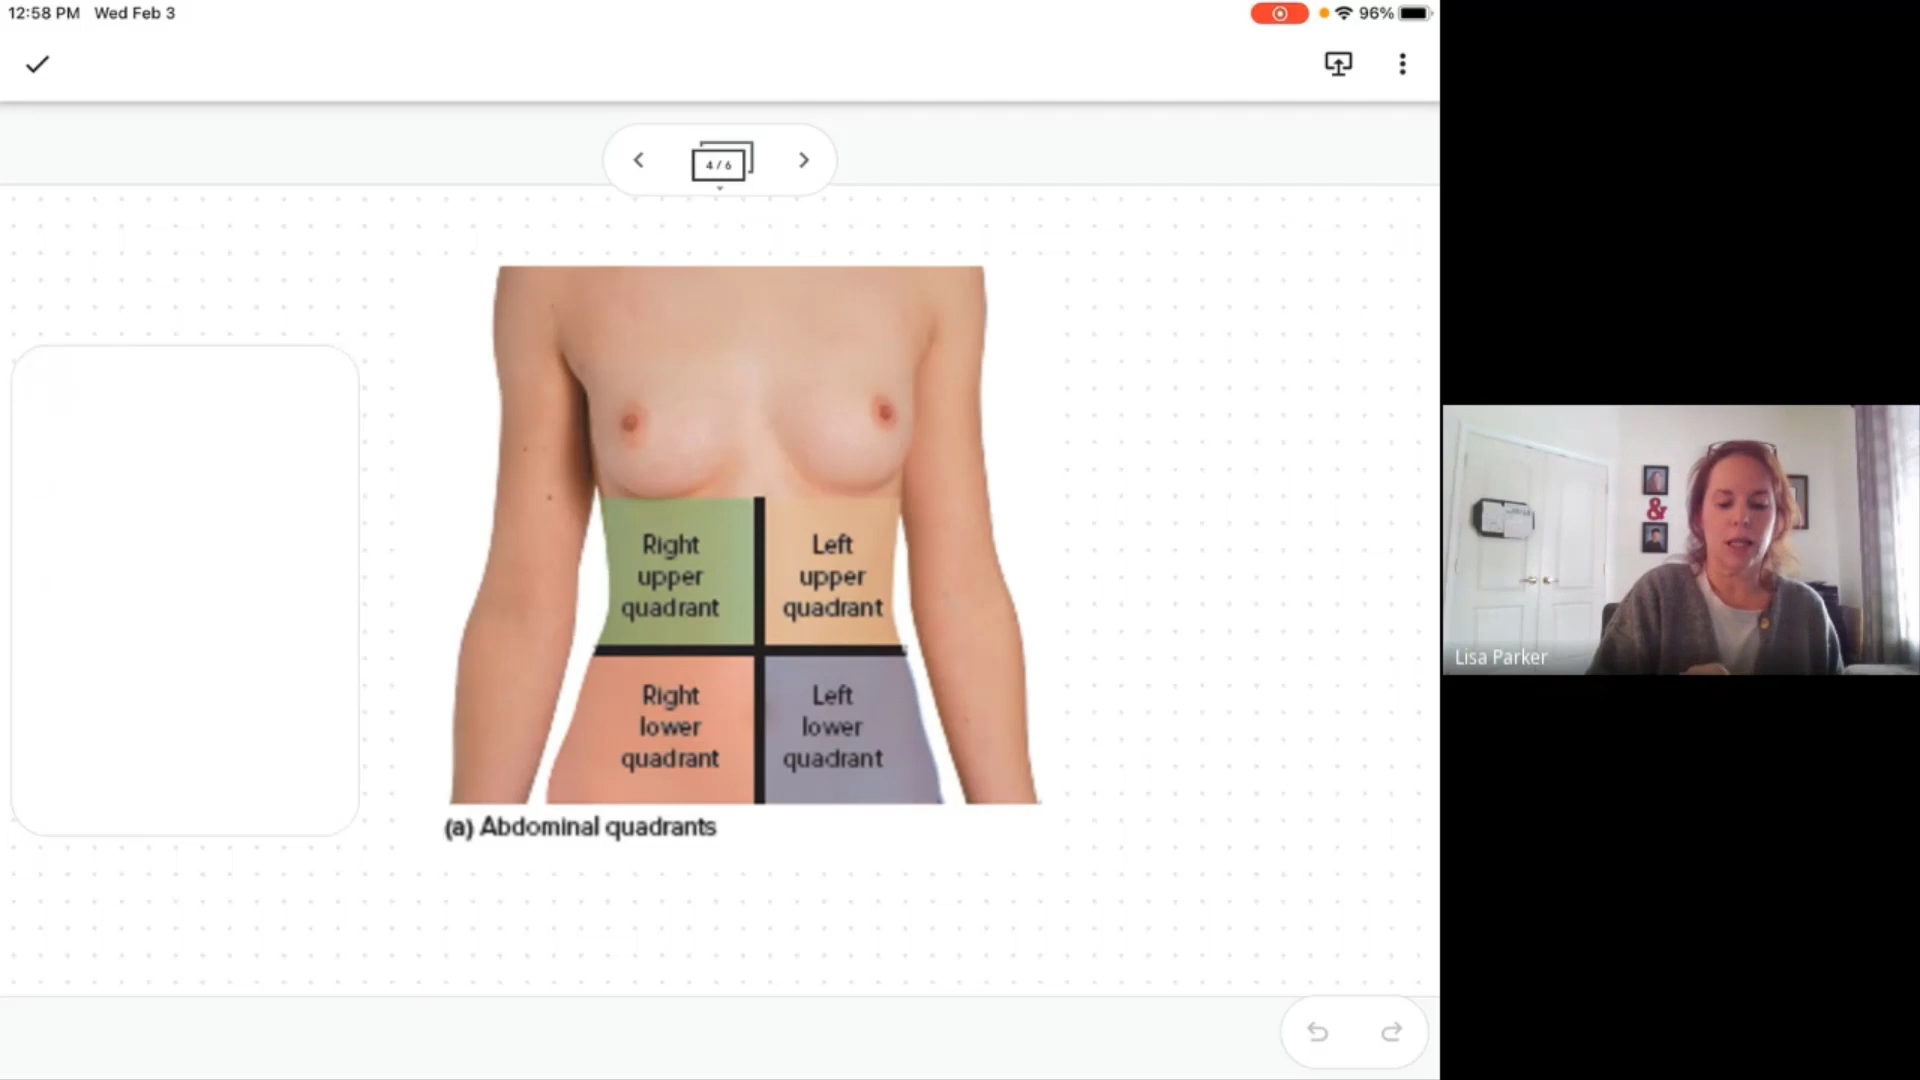 12:58 PM Wed Feb 3
96%
4 / 6
Right
upper
quadrant
Left
upper
quadrant
Right
lower
quadrant
Left
lower
quadrant
(a) Abdominal quadrants
&
Lisa Parker